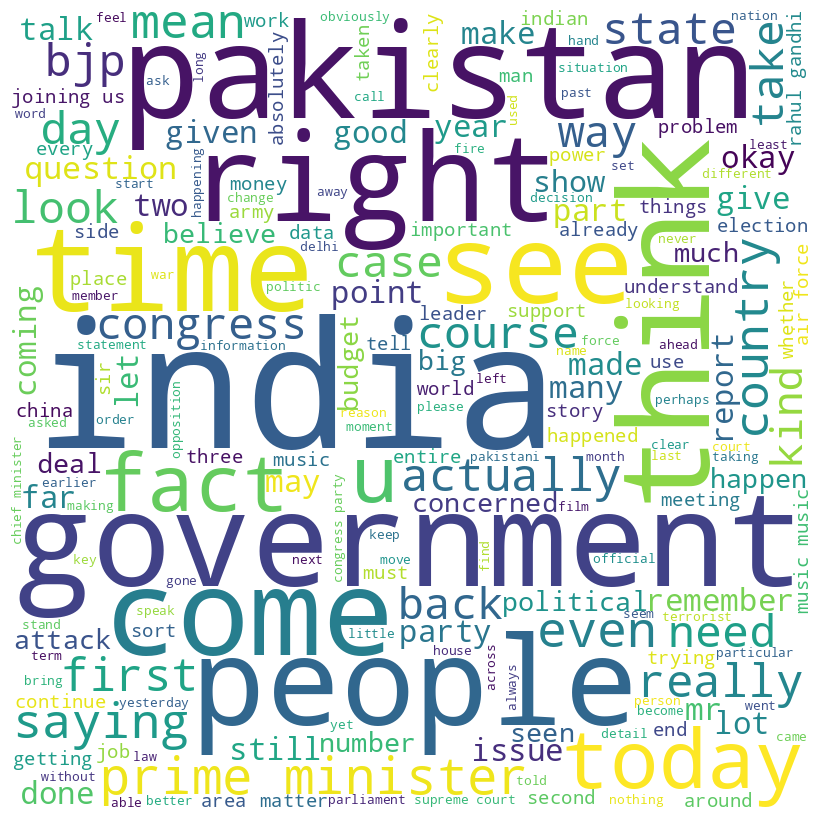 feel
talk
mean
work
obviously
make
indian
hand
nation
state
bjp
pakistan
taken
clearly
man
situation
take
rahul gandhi
joining us
word
ask
long
call
past
used
absolutely
day
given
good
year
way
problem
least
every
question
start
happening
right
fire
power
set
okay
different
look
two
money
change
army
away
show
part
things
give
side
believe
data
important
decision
already
never
election
place
delhi
case
think
much
time
see
understand
country
whether
air force
war
member
politic
point
leader
support
looking
coming
congress
statement
information
budget
tell
course
force
name
ahead
report
let
sir
india
big
made
use
perhaps
kind
china
order
opposition
world
left
many
asked
reason
story
please
moment
happened
clear
court
last
taking
deal
three
music
entire
pakistani
month
happen
chief minister
earlier
far
fact
u
actually
may
concerned
film
meeting
making
congress party
keep
must
move
find
official
music music
key
next
government
gone
come
back
political
remember
stand
speak
seem
terrorist
attack
sort
little
party
even
need
term
bring
first
people
house
across
always
trying
particular
really
continue
yesterday
yet
person
become
saying
still
number
seen
mr
lot
went
getting
job
law
issue
end
detail
came
today
done
without
prime minister
told
nothing
able
better
area
matter
parliament
supreme court
second
around